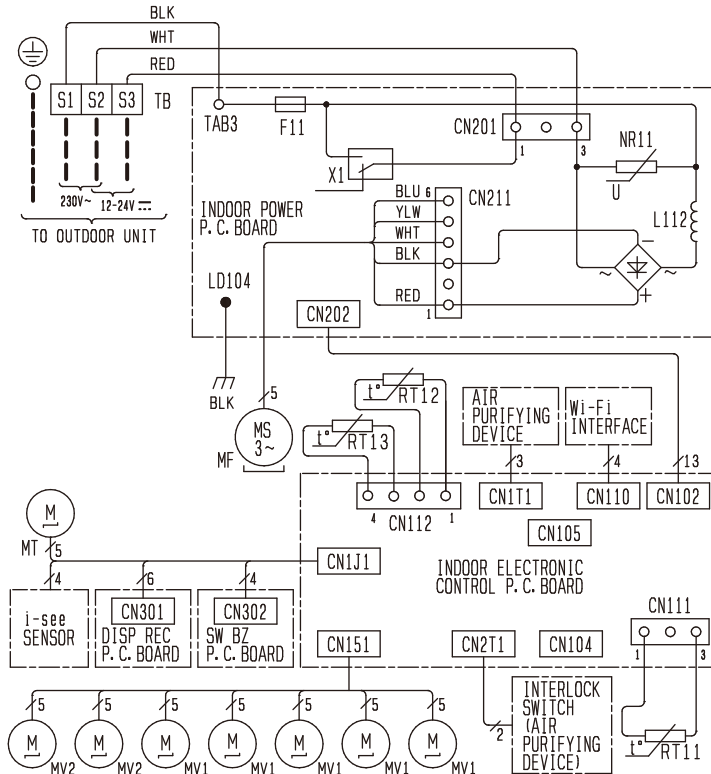 BLK
WHT
RED
S1 S2 S3 TB
TAB3
F11
CN201
1
3
NR11
U
X1
L112
230V~
12-24V ⎓
TO OUTDOOR UNIT
INDOOR POWER
P.C.BOARD
BLU 6
YLW
WHT
BLK
RED
1
CN211
~
−
~
+
LD104
BLK
CN202
5
MS
3~
MF
t°
RT12
t°
RT13
AIR
PURIFYING
DEVICE
3
Wi-Fi
INTERFACE
4
13
4
1
CN112
CN1T1
CN110
CN102
CN105
INDOOR ELECTRONIC
CONTROL P.C.BOARD
M
MT
5
CN1J1
4
6
4
i-see
SENSOR
CN301
DISP REC
P.C.BOARD
CN302
SW BZ
P.C.BOARD
CN151
CN2T1
CN104
CN111
1
3
2
INTERLOCK
SWITCH
(AIR
PURIFYING
DEVICE)
t°
RT11
5 5 5 5 5 5 5
M M M M M M M
MV2 MV2 MV1 MV1 MV1 MV1 MV1